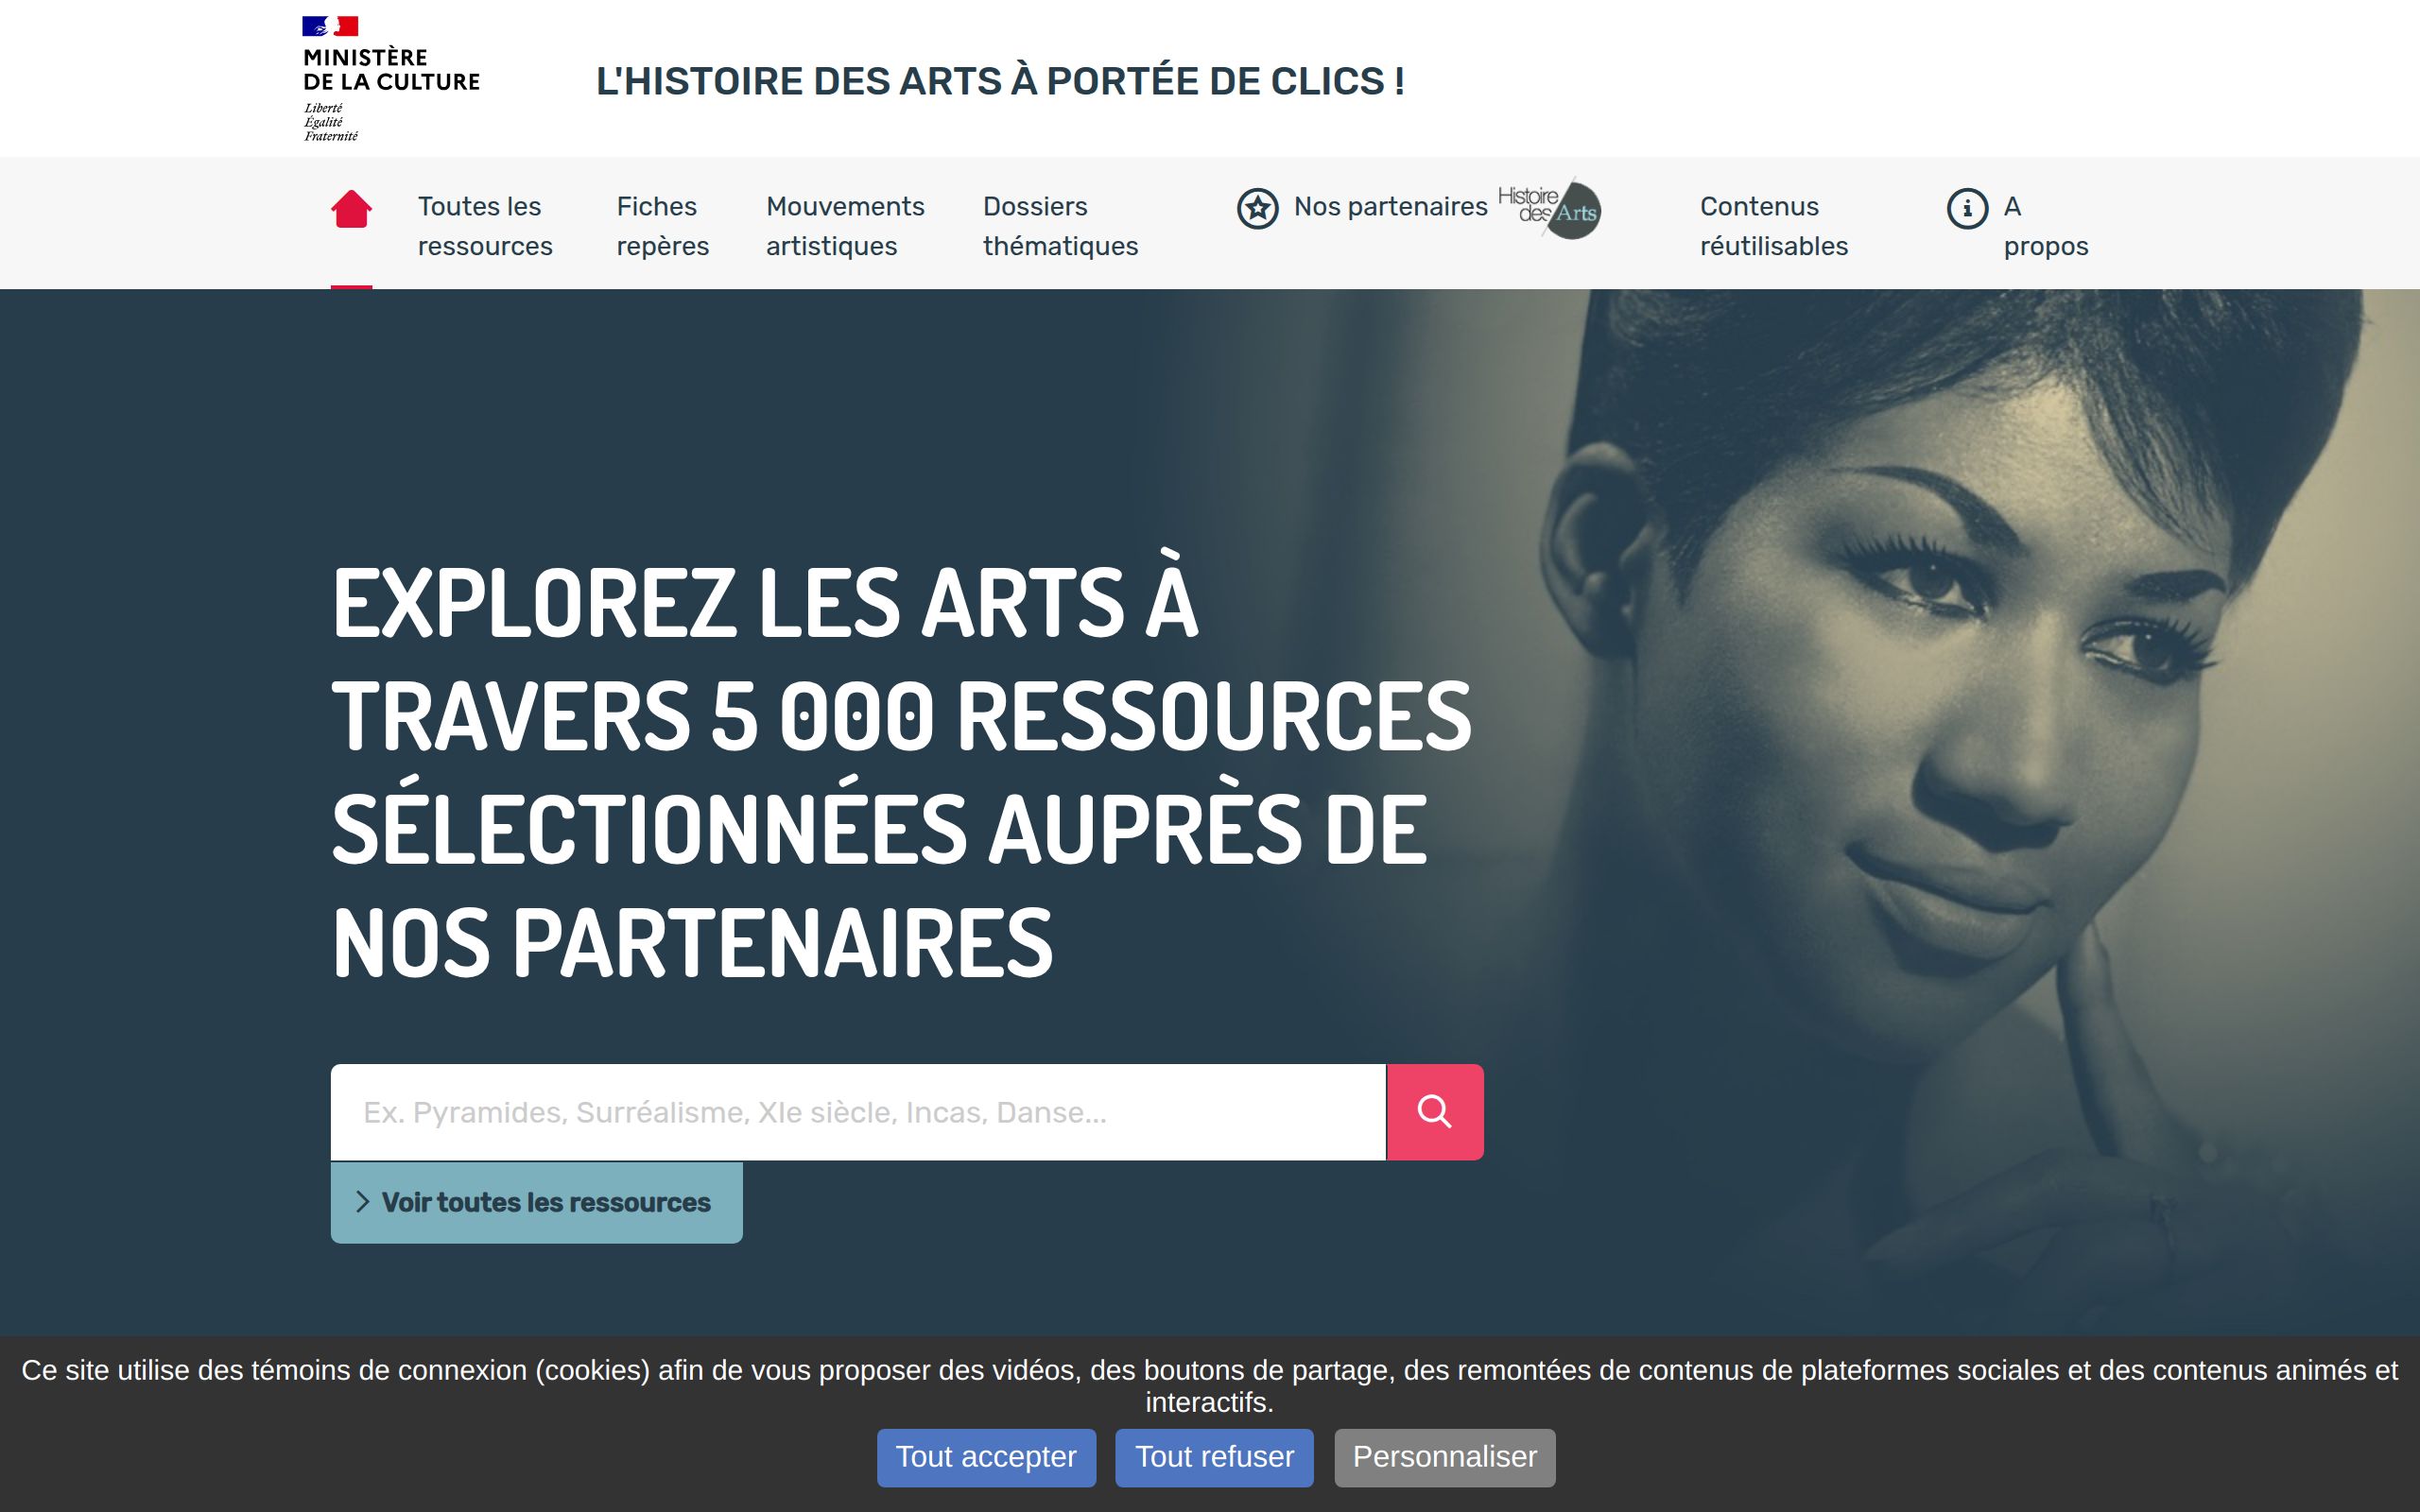 MINISTÈRE
DE LA CULTURE
Liberté
Égalité
Fraternité
L'HISTOIRE DES ARTS À PORTÉE DE CLICS !
Toutes les
ressources
Fiches
repères
Mouvements
artistiques
Dossiers
thématiques
Nos partenaires
Histoire
des Arts
Contenus
réutilisables
A
propos
EXPLOREZ LES ARTS À
TRAVERS 5 000 RESSOURCES
SÉLECTIONNÉES AUPRÈS DE
NOS PARTENAIRES
Ex. Pyramides, Surréalisme, XIe siècle, Incas, Danse...
Voir toutes les ressources
Ce site utilise des témoins de connexion (cookies) afin de vous proposer des vidéos, des boutons de partage, des remontées de contenus de plateformes sociales et des contenus animés et
interactifs.
Tout accepter
Tout refuser
Personnaliser